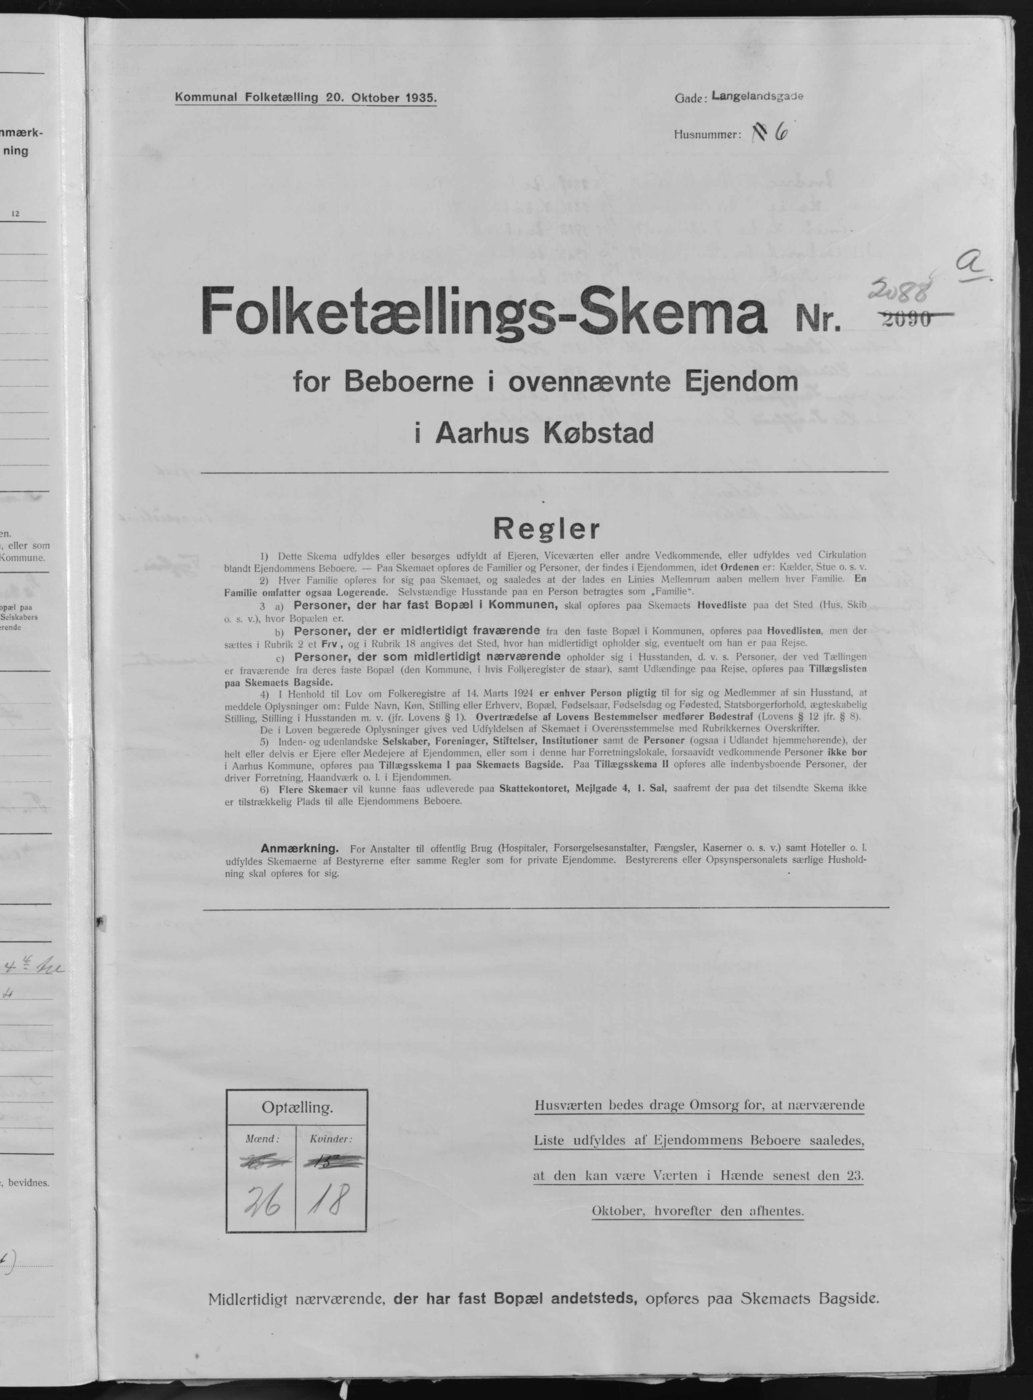 Kommunal Folketælling 20. Oktober 1935.
Gade: Langelandsgade
Husnummer: 6
a.
2088
Folketællings-Skema Nr. 2090
for Beboerne i ovennævnte Ejendom
i Aarhus Købstad
Regler
1) Dette Skema udfyldes eller besørges udfyldt af Ejeren, Viceværten eller andre Vedkommende, eller udfyldes ved Cirkulation
blandt Ejendommens Beboere. — Paa Skemaet opføres de Familier og Personer, der findes i Ejendommen, idet Ordenen er: Kælder, Stue o. s. v.
2) Hver Familie opføres for sig paa Skemaet, og saaledes at der lades en Linies Mellemrum aaben mellem hver Familie. En
Familie omfatter ogsaa Logerende. Selvstændige Husstande paa en Person betragtes som „Familie“.
3 a) Personer, der har fast Bopæl i Kommunen, skal opføres paa Skemaets Hovedliste paa det Sted (Hus, Skib
o. s. v.), hvor Bopælen er.
b) Personer, der er midlertidigt fraværende fra den faste Bopæl i Kommunen, opføres paa Hovedlisten, men der
sættes i Rubrik 2 et Frv., og i Rubrik 18 angives det Sted, hvor han midlertidigt opholder sig, eventuelt om han er paa Rejse.
c) Personer, der som midlertidigt nærværende opholder sig i Husstanden, d. v. s. Personer, der ved Tællingen
er fraværende fra deres faste Bopæl (den Kommune, i hvis Folkeregister de staar), samt Udlændinge paa Rejse, opføres paa Tillægslisten
paa Skemaets Bagside.
4) I Henhold til Lov om Folkeregistre af 14. Marts 1924 er enhver Person pligtig til for sig og Medlemmer af sin Husstand, at
meddele Oplysninger om: Fulde Navn, Køn, Stilling eller Erhverv, Bopæl, Fødselsaar, Fødselsdag og Fødested, Statsborgerforhold, ægteskabelig
Stilling, Stilling i Husstanden m. v. (jfr. Lovens § 1). Overtrædelse af Lovens Bestemmelser medfører Bødestraf (Lovens § 12 jfr. § 8).
De i Loven begærede Oplysninger gives ved Udfyldelsen af Skemaet i Overensstemmelse med Rubrikkernes Overskrifter.
5) Inden- og udenlandske Selskaber, Foreninger, Stiftelser, Institutioner samt de Personer (ogsaa i Udlandet hjemmehørende), der
helt eller delvis er Ejere eller Medejere af Ejendommen, eller som i denne har Forretningslokale, forsaavidt vedkommende Personer ikke bor
i Aarhus Kommune, opføres paa Tillægsskema I paa Skemaets Bagside. Paa Tillægsskema II opføres alle indenbysboende Personer, der
driver Forretning, Haandværk o. l. i Ejendommen.
6) Flere Skemaer vil kunne faas udleverede paa Skattekontoret, Mejlgade 4, 1. Sal, saafremt der paa det tilsendte Skema ikke
er tilstrækkelig Plads til alle Ejendommens Beboere.
Anmærkning. For Anstalter til offentlig Brug (Hospitaler, Forsørgelsesanstalter, Fængsler, Kaserner o. s. v.) samt Hoteller o. l.
udfyldes Skemaerne af Bestyrerne efter samme Regler som for private Ejendomme. Bestyrerens eller Opsynspersonalets særlige Hushold-
ning skal opføres for sig.
Optælling.
Mænd: Kvinder:
15
26 18
Husværten bedes drage Omsorg for, at nærværende
Liste udfyldes af Ejendommens Beboere saaledes,
at den kan være Værten i Hænde senest den 23.
Oktober, hvorefter den afhentes.
Midlertidigt nærværende, der har fast Bopæl andetsteds, opføres paa Skemaets Bagside.
nmærk-
ning
12
en.
, eller som
Kommune.
opæl paa
Selskabers
rende
, bevidnes.